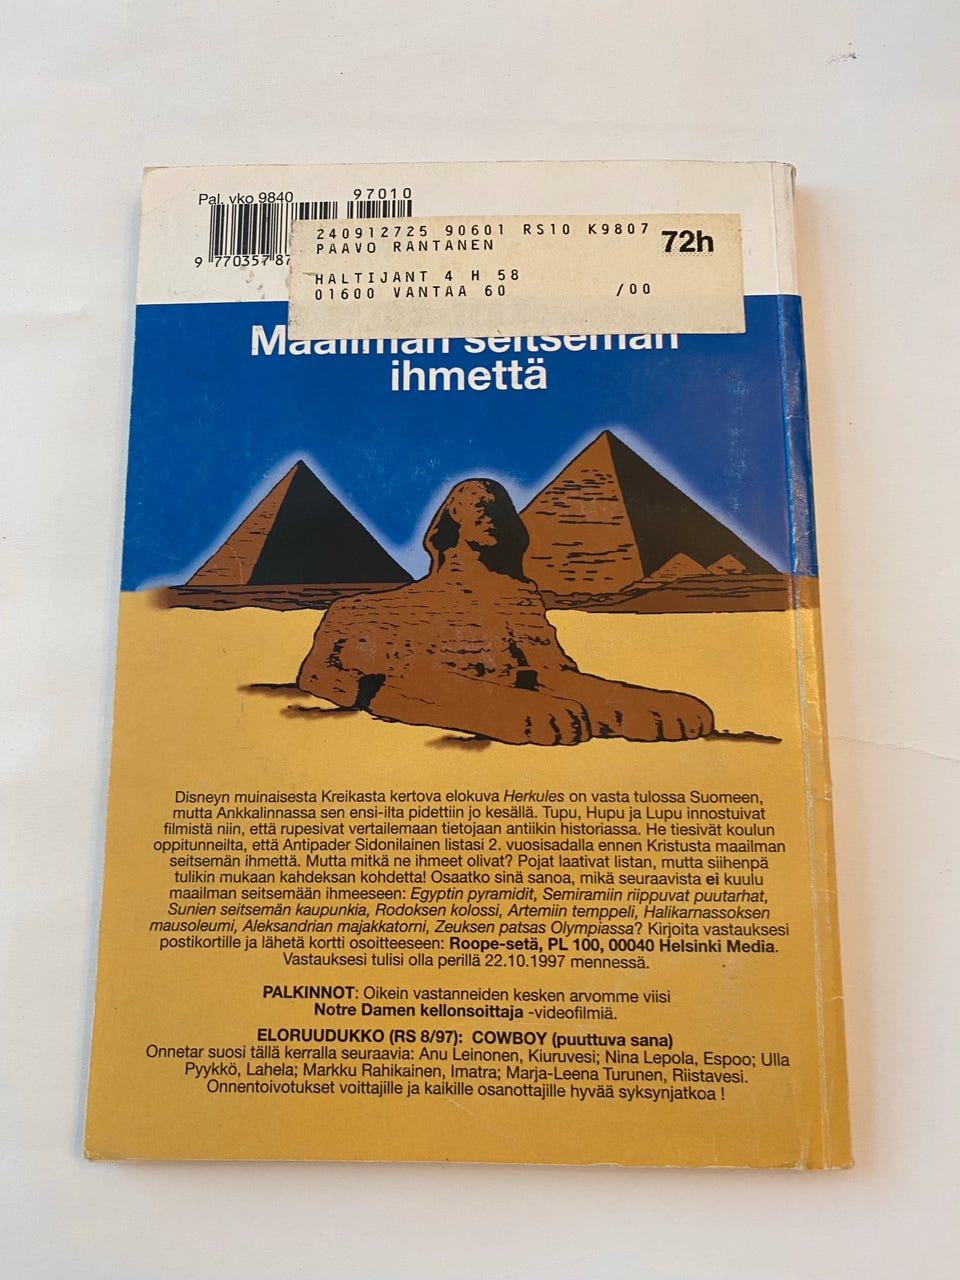 Pal. vko 9840
97010
9 770357 87
240912725 90601 RS10 K9807
72h
PAAVO RANTANEN
HALTIJANT 4 H 58
01600 VANTAA 60 /00
Maailman seitsemän
ihmettä
Disneyn muinaisesta Kreikasta kertova elokuva Herkules on vasta tulossa Suomeen,
mutta Ankkalinnassa sen ensi-ilta pidettiin jo kesällä. Tupu, Hupu ja Lupu innostuivat
filmistä niin, että rupesivat vertailemaan tietojaan antiikin historiassa. He tiesivät koulun
oppitunneilta, että Antipader Sidonilainen listasi 2. vuosisadalla ennen Kristusta maailman
seitsemän ihmettä. Mutta mitkä ne ihmeet olivat? Pojat laativat listan, mutta siihenpä
tulikin mukaan kahdeksan kohdetta! Osaatko sinä sanoa, mikä seuraavista ei kuulu
maailman seitsemään ihmeeseen: Egyptin pyramidit, Semiramiin riippuvat puutarhat,
Sunien seitsemän kaupunkia, Rodoksen kolossi, Artemiin temppeli, Halikarnassoksen
mausoleumi, Aleksandrian majakkatorni, Zeuksen patsas Olympiassa? Kirjoita vastauksesi
postikortille ja lähetä kortti osoitteeseen: Roope-setä, PL 100, 00040 Helsinki Media.
Vastauksesi tulisi olla perillä 22.10.1997 mennessä.
PALKINNOT: Oikein vastanneiden kesken arvomme viisi
Notre Damen kellonsoittaja -videofilmiä.
ELORUUDUKKO (RS 8/97): COWBOY (puuttuva sana)
Onnetar suosi tällä kerralla seuraavia: Anu Leinonen, Kiuruvesi; Nina Lepola, Espoo; Ulla
Pyykkö, Lahela; Markku Rahikainen, Imatra; Marja-Leena Turunen, Riistavesi.
Onnentoivotukset voittajille ja kaikille osanottajille hyvää syksynjatkoa !